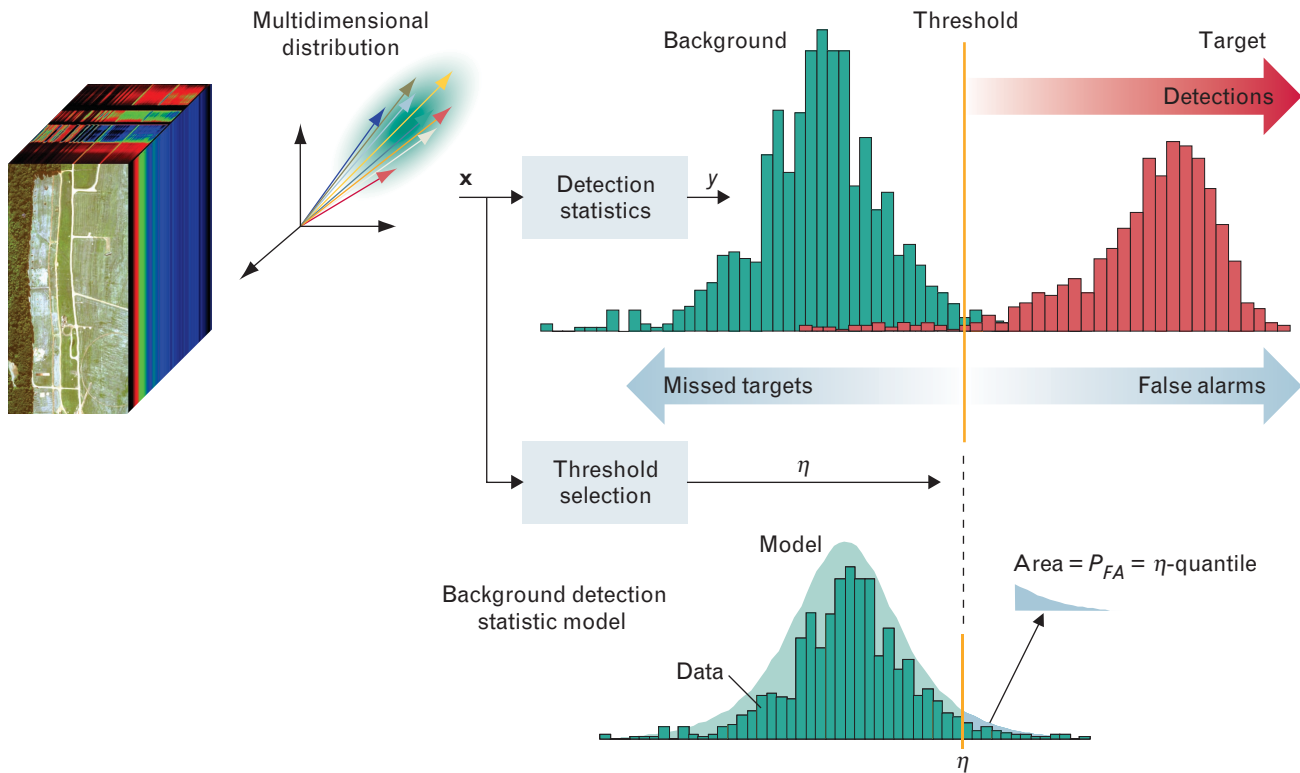 Multidimensional
distribution
Background
Threshold
Target
Detections
x
Detection
statistics
y
Missed targets
False alarms
Threshold
selection
η
Model
Area = P_FA = η-quantile
Background detection
statistic model
Data
η